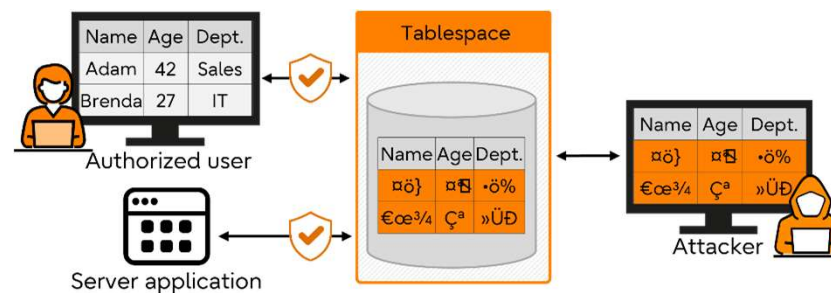 Name Age Dept.
Adam 42 Sales
Brenda 27 IT
Authorized user
Server application
Tablespace
Name Age Dept.
¤ö} •ö%
€œ¾ Çª »ÜÐ
Name Age Dept.
¤ö} •ö%
€œ¾ Çª »ÜÐ
Attacker